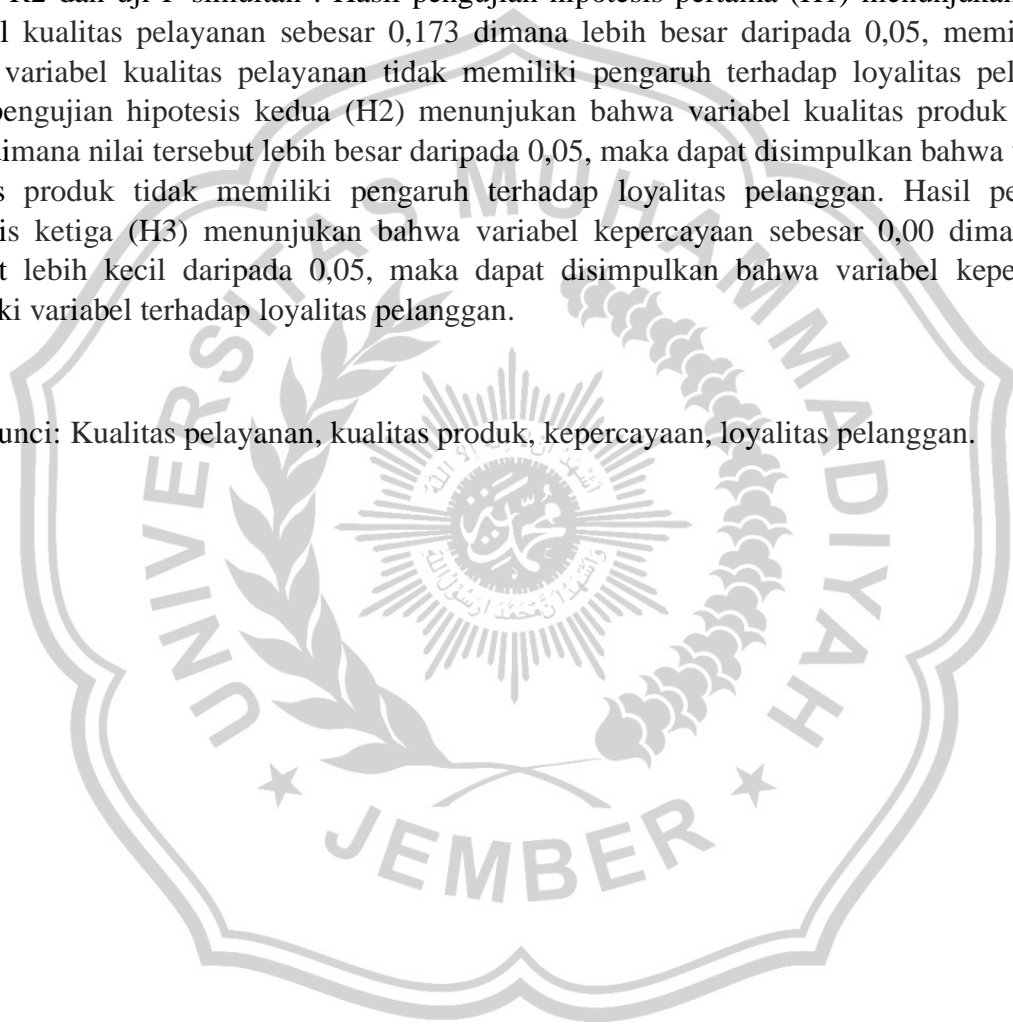 R2 dan uji F simultan . Hasil pengujian hipotesis pertama (H1) menunjukan
l kualitas pelayanan sebesar 0,173 dimana lebih besar daripada 0,05, memi
variabel kualitas pelayanan tidak memiliki pengaruh terhadap loyalitas pel
pengujian hipotesis kedua (H2) menunjukan bahwa variabel kualitas produk
imana nilai tersebut lebih besar daripada 0,05, maka dapat disimpulkan bahwa
s produk tidak memiliki pengaruh terhadap loyalitas pelanggan. Hasil pe
is ketiga (H3) menunjukan bahwa variabel kepercayaan sebesar 0,00 dima
t lebih kecil daripada 0,05, maka dapat disimpulkan bahwa variabel kepe
ki variabel terhadap loyalitas pelanggan.
unci: Kualitas pelayanan, kualitas produk, kepercayaan, loyalitas pelanggan.
UNIVERSITAS MUHAMMADIYAH
JEMBER